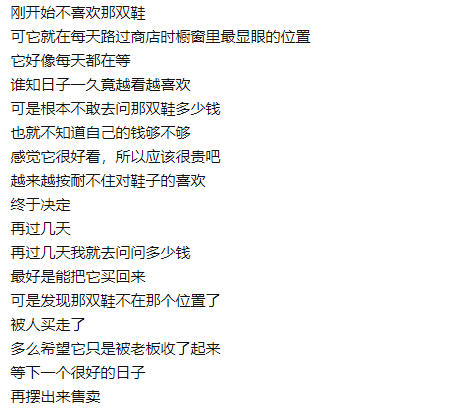 刚开始不喜欢那双鞋
可它就在每天路过商店时橱窗里最显眼的位置
它好像每天都在等
谁知日子一久竟越看越喜欢
可是根本不敢去问那双鞋多少钱
也就不知道自己的钱够不够
感觉它很好看，所以应该很贵吧
越来越按耐不住对鞋子的喜欢
终于决定
再过几天
再过几天我就去问问多少钱
最好是能把它买回来
可是发现那双鞋不在那个位置了
被人买走了
多么希望它只是被老板收了起来
等下一个很好的日子
再摆出来售卖